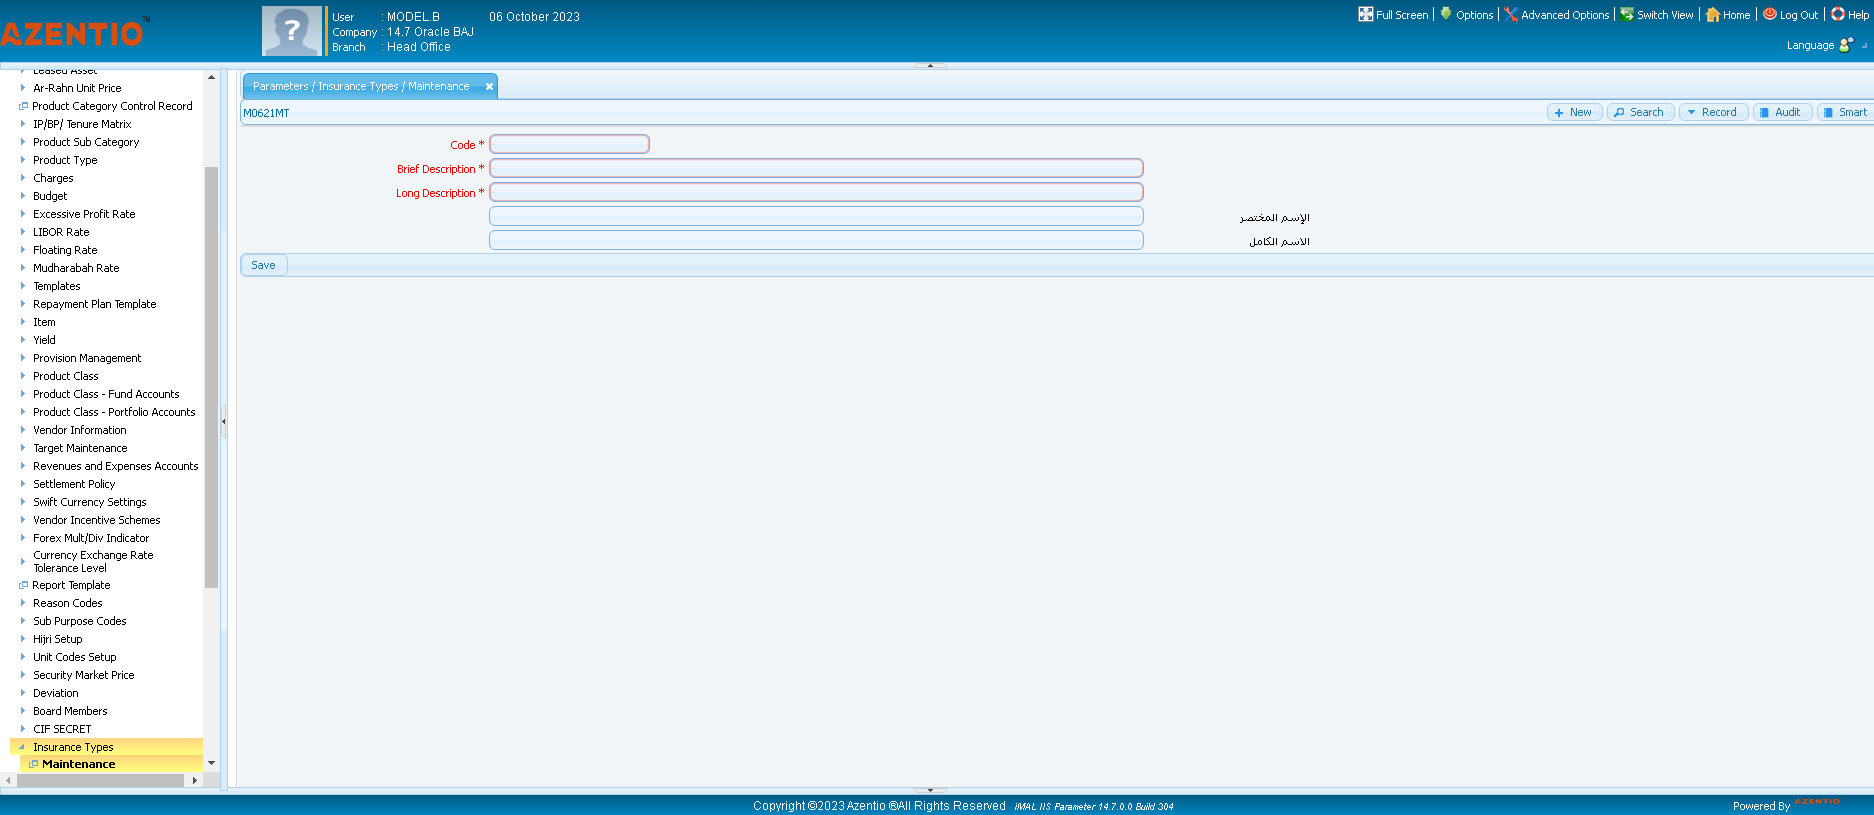 AZENTIO™
User : MODEL.B 06 October 2023
Company : 14.7 Oracle BAJ
Branch : Head Office
Full Screen Options Advanced Options Switch View Home Log Out Help
Language
Leased Asset
Ar-Rahn Unit Price
Product Category Control Record
IP/BP/ Tenure Matrix
Product Sub Category
Product Type
Charges
Budget
Excessive Profit Rate
LIBOR Rate
Floating Rate
Mudharabah Rate
Templates
Repayment Plan Template
Item
Yield
Provision Management
Product Class
Product Class - Fund Accounts
Product Class - Portfolio Accounts
Vendor Information
Target Maintenance
Revenues and Expenses Accounts
Settlement Policy
Swift Currency Settings
Vendor Incentive Schemes
Forex Mult/Div Indicator
Currency Exchange Rate
Tolerance Level
Report Template
Reason Codes
Sub Purpose Codes
Hijri Setup
Unit Codes Setup
Security Market Price
Deviation
Board Members
CIF SECRET
Insurance Types
Maintenance
Parameters / Insurance Types / Maintenance
M0621MT
New Search Record Audit Smart
Code *
Brief Description *
Long Description *
الإسم المختصر
الاسم الكامل
Save
Copyright ©2023 Azentio ®All Rights Reserved iMAL IIS Parameter 14.7.0.0 Build 304
Powered By AZENTIO